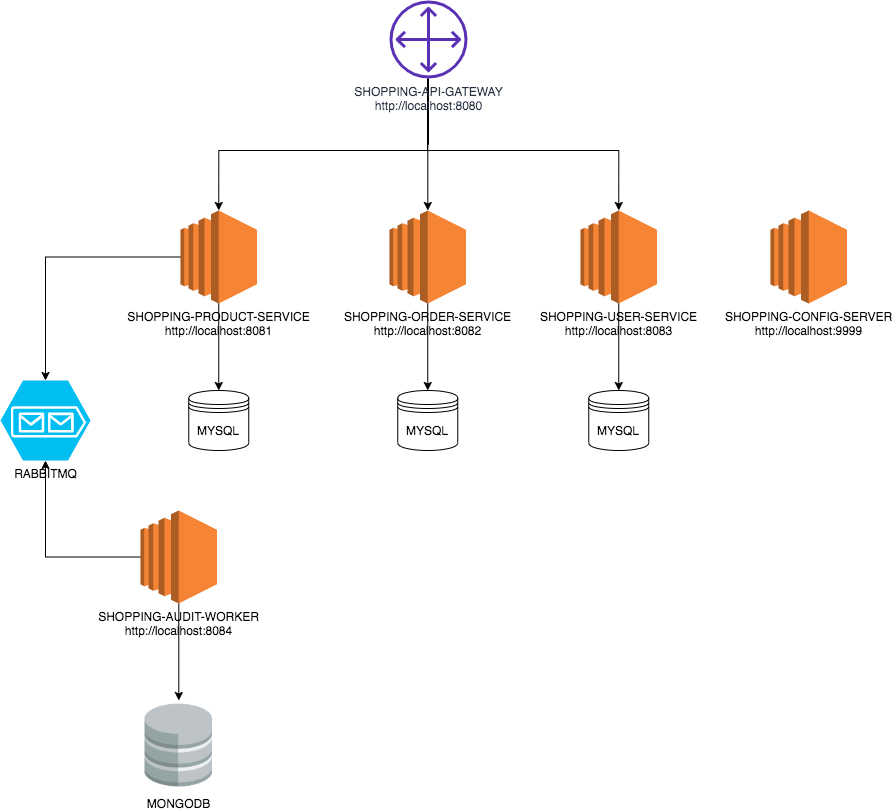 SHOPPING-API-GATEWAY
http://localhost:8080
SHOPPING-PRODUCT-SERVICE
http://localhost:8081
SHOPPING-ORDER-SERVICE
http://localhost:8082
SHOPPING-USER-SERVICE
http://localhost:8083
SHOPPING-CONFIG-SERVER
http://localhost:9999
MYSQL
MYSQL
MYSQL
RABBITMQ
SHOPPING-AUDIT-WORKER
http://localhost:8084
MONGODB